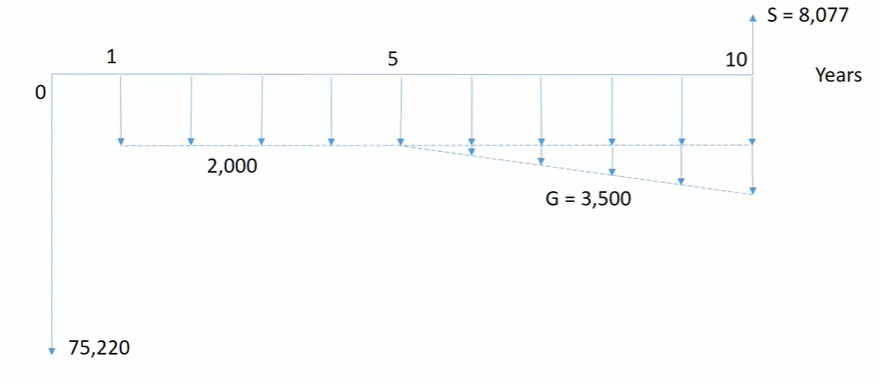 S = 8,077
1
5
10
Years
0
2,000
G = 3,500
75,220